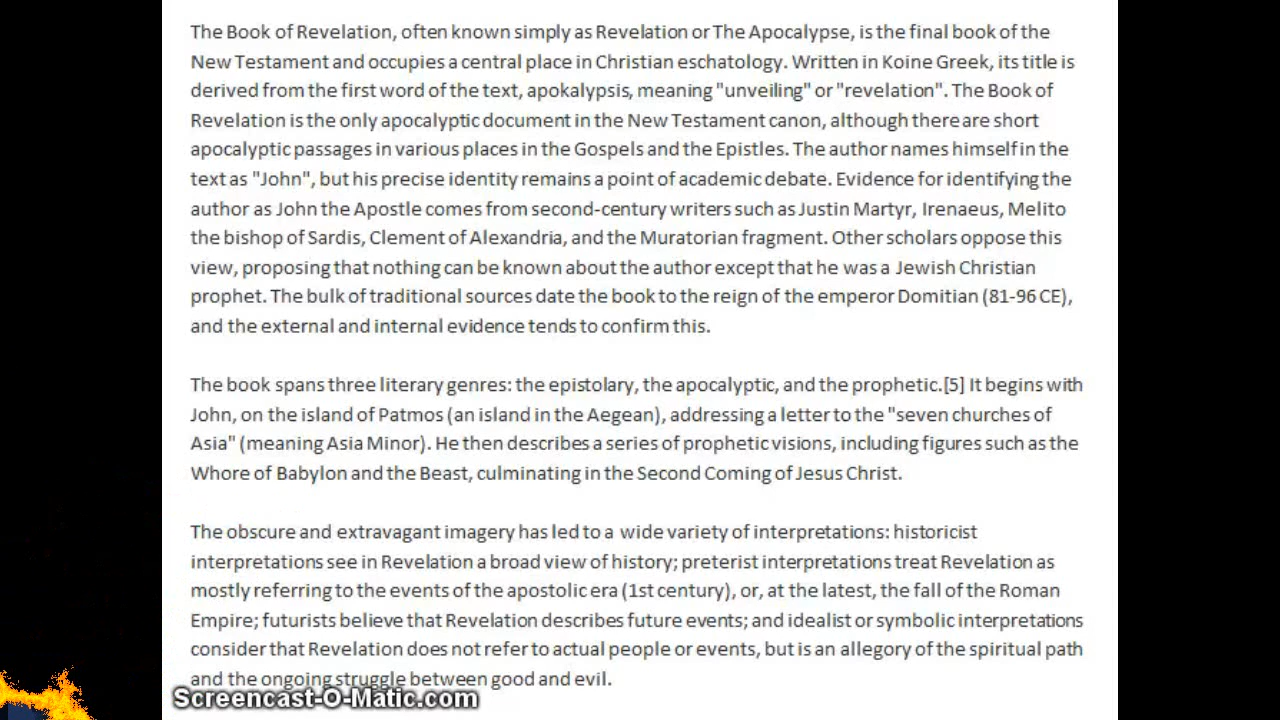 The Book of Revelation, often known simply as Revelation or The Apocalypse, is the final book of the
New Testament and occupies a central place in Christian eschatology. Written in Koine Greek, its title is
derived from the first word of the text, apokalypsis, meaning "unveiling" or "revelation". The Book of
Revelation is the only apocalyptic document in the New Testament canon, although there are short
apocalyptic passages in various places in the Gospels and the Epistles. The author names himself in the
text as "John", but his precise identity remains a point of academic debate. Evidence for identifying the
author as John the Apostle comes from second-century writers such as Justin Martyr, Irenaeus, Melito
the bishop of Sardis, Clement of Alexandria, and the Muratorian fragment. Other scholars oppose this
view, proposing that nothing can be known about the author except that he was a Jewish Christian
prophet. The bulk of traditional sources date the book to the reign of the emperor Domitian (81-96 CE),
and the external and internal evidence tends to confirm this.
The book spans three literary genres: the epistolary, the apocalyptic, and the prophetic.[5] It begins with
John, on the island of Patmos (an island in the Aegean), addressing a letter to the "seven churches of
Asia" (meaning Asia Minor). He then describes a series of prophetic visions, including figures such as the
Whore of Babylon and the Beast, culminating in the Second Coming of Jesus Christ.
The obscure and extravagant imagery has led to a wide variety of interpretations: historicist
interpretations see in Revelation a broad view of history; preterist interpretations treat Revelation as
mostly referring to the events of the apostolic era (1st century), or, at the latest, the fall of the Roman
Empire; futurists believe that Revelation describes future events; and idealist or symbolic interpretations
consider that Revelation does not refer to actual people or events, but is an allegory of the spiritual path
and the ongoing struggle between good and evil.
Screencast-O-Matic.com